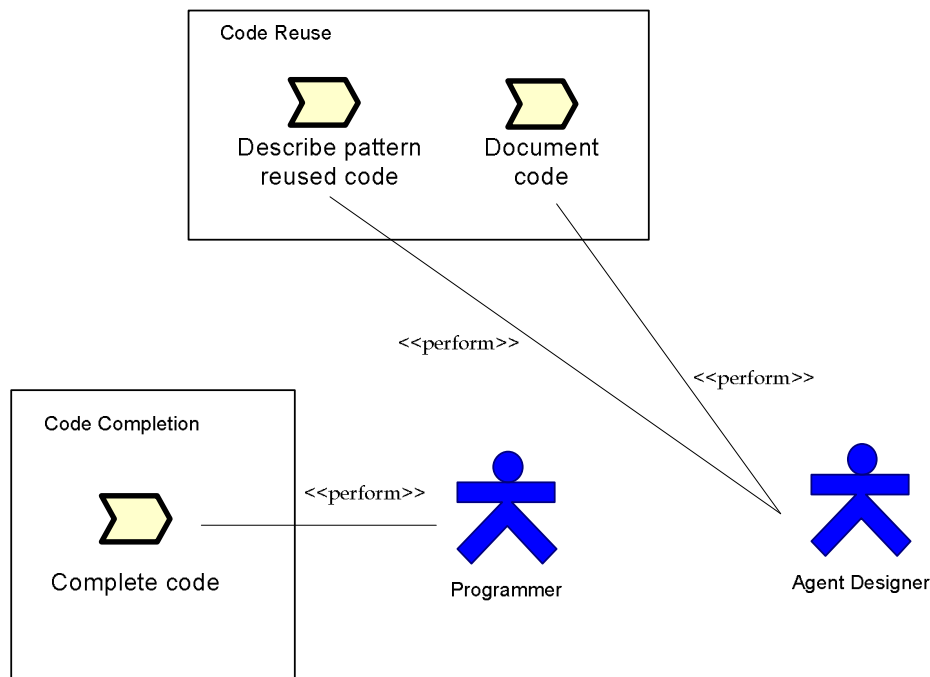 Code Reuse
Describe pattern
reused code
Document
code
<<perform>>
<<perform>>
Code Completion
<<perform>>
Complete code
Programmer
Agent Designer